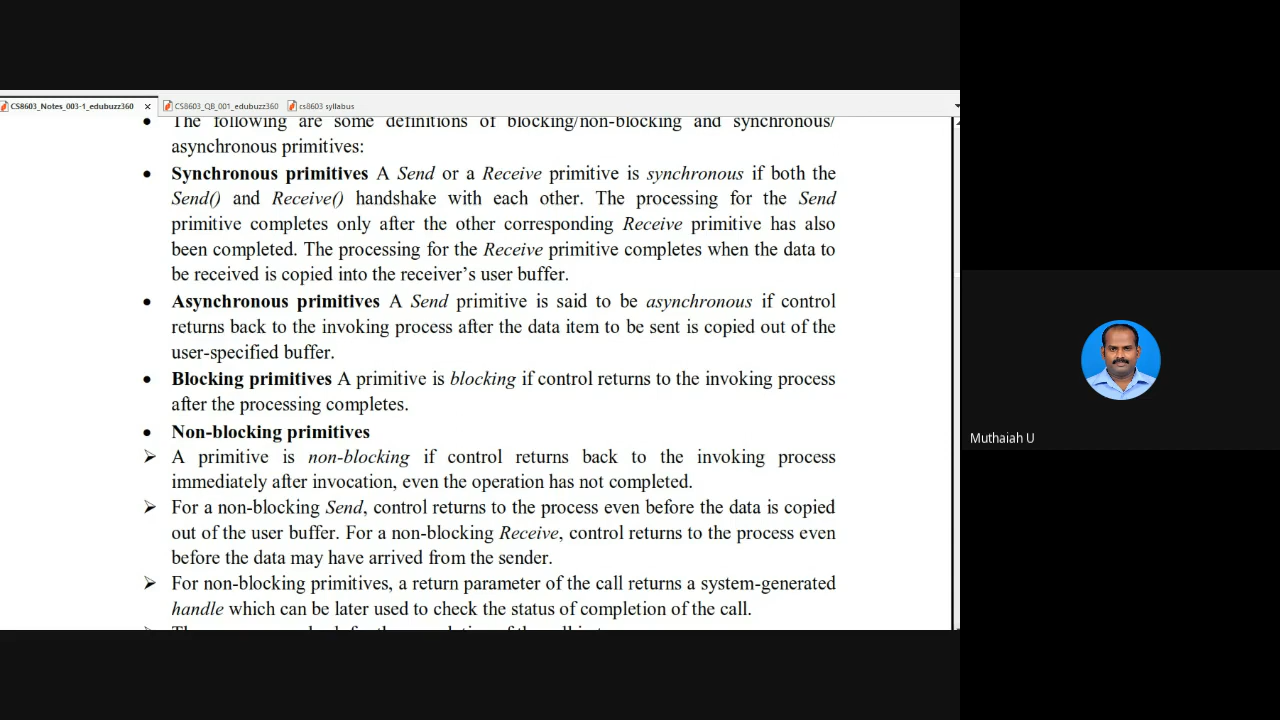 CS8603_Notes_003-1_edubuzz360 × CS8603_QB_001_edubuzz360 cs8603 syllabus
• The following are some definitions of blocking/non-blocking and synchronous/
asynchronous primitives:
• Synchronous primitives A Send or a Receive primitive is synchronous if both the
Send() and Receive() handshake with each other. The processing for the Send
primitive completes only after the other corresponding Receive primitive has also
been completed. The processing for the Receive primitive completes when the data to
be received is copied into the receiver's user buffer.
• Asynchronous primitives A Send primitive is said to be asynchronous if control
returns back to the invoking process after the data item to be sent is copied out of the
user-specified buffer.
• Blocking primitives A primitive is blocking if control returns to the invoking process
after the processing completes.
• Non-blocking primitives
➢ A primitive is non-blocking if control returns back to the invoking process
immediately after invocation, even the operation has not completed.
➢ For a non-blocking Send, control returns to the process even before the data is copied
out of the user buffer. For a non-blocking Receive, control returns to the process even
before the data may have arrived from the sender.
➢ For non-blocking primitives, a return parameter of the call returns a system-generated
handle which can be later used to check the status of completion of the call.
Muthaiah U